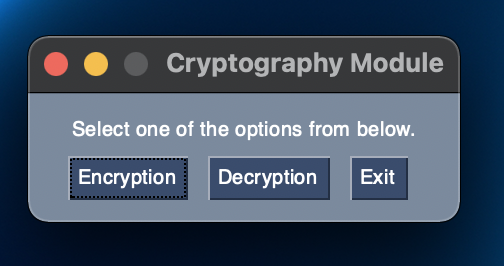 Cryptography Module
Select one of the options from below.
Encryption Decryption Exit